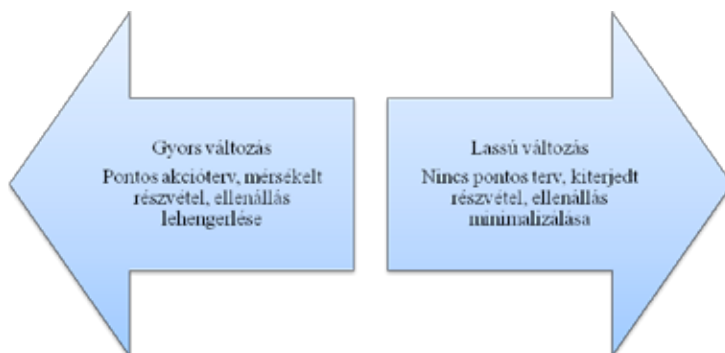 Gyors változás
Pontos akcióterv, mérsékelt
részvétel, ellenállás
lehengerlése
Lassú változás
Nincs pontos terv, kiterjedt
részvétel, ellenállás
minimalizálása